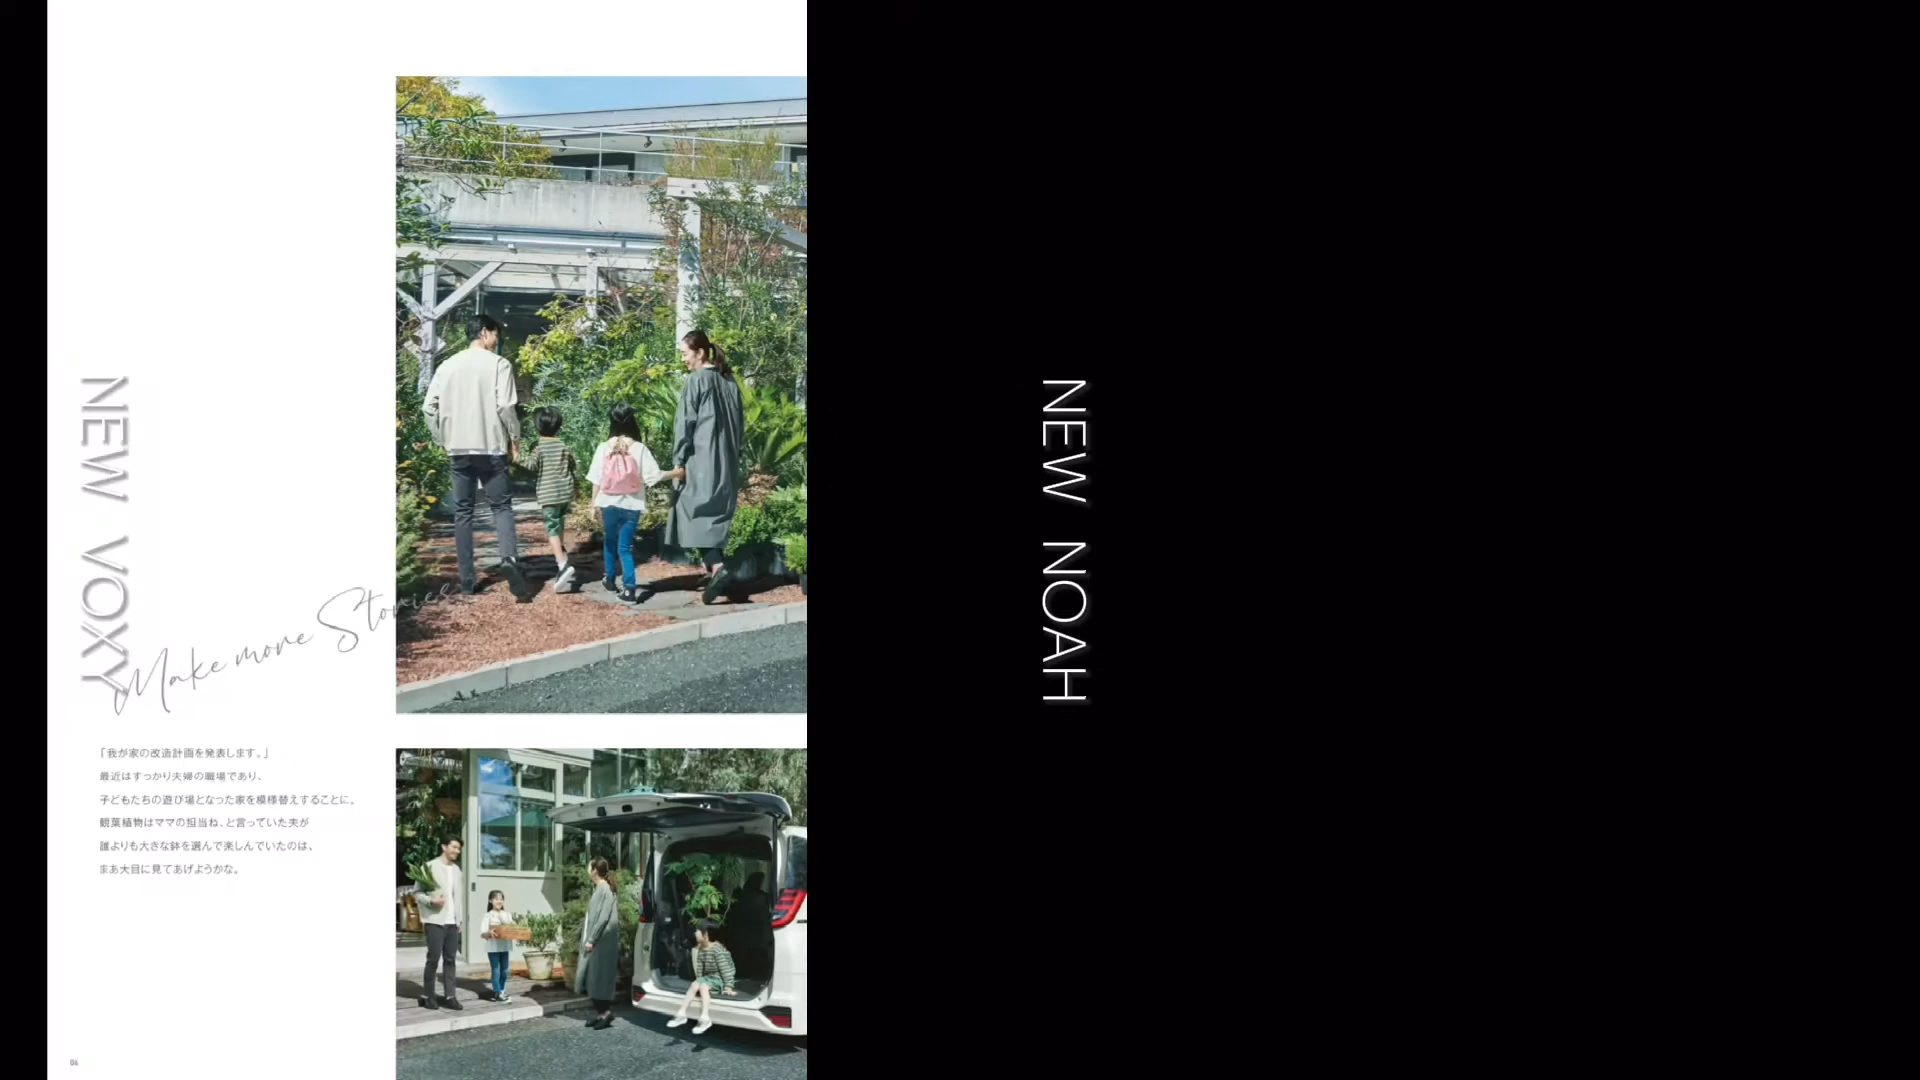 NEW VOXY
Make more Stories
「我が家の改造計画を発表します。」
最近はすっかり夫婦の職場であり、
子どもたちの遊び場となった家を模様替えすることに。
観葉植物はママの担当ね、と言っていた夫が
誰よりも大きな鉢を選んで楽しんでいたのは、
まあ大目に見てあげようかな。
04
NEW NOAH